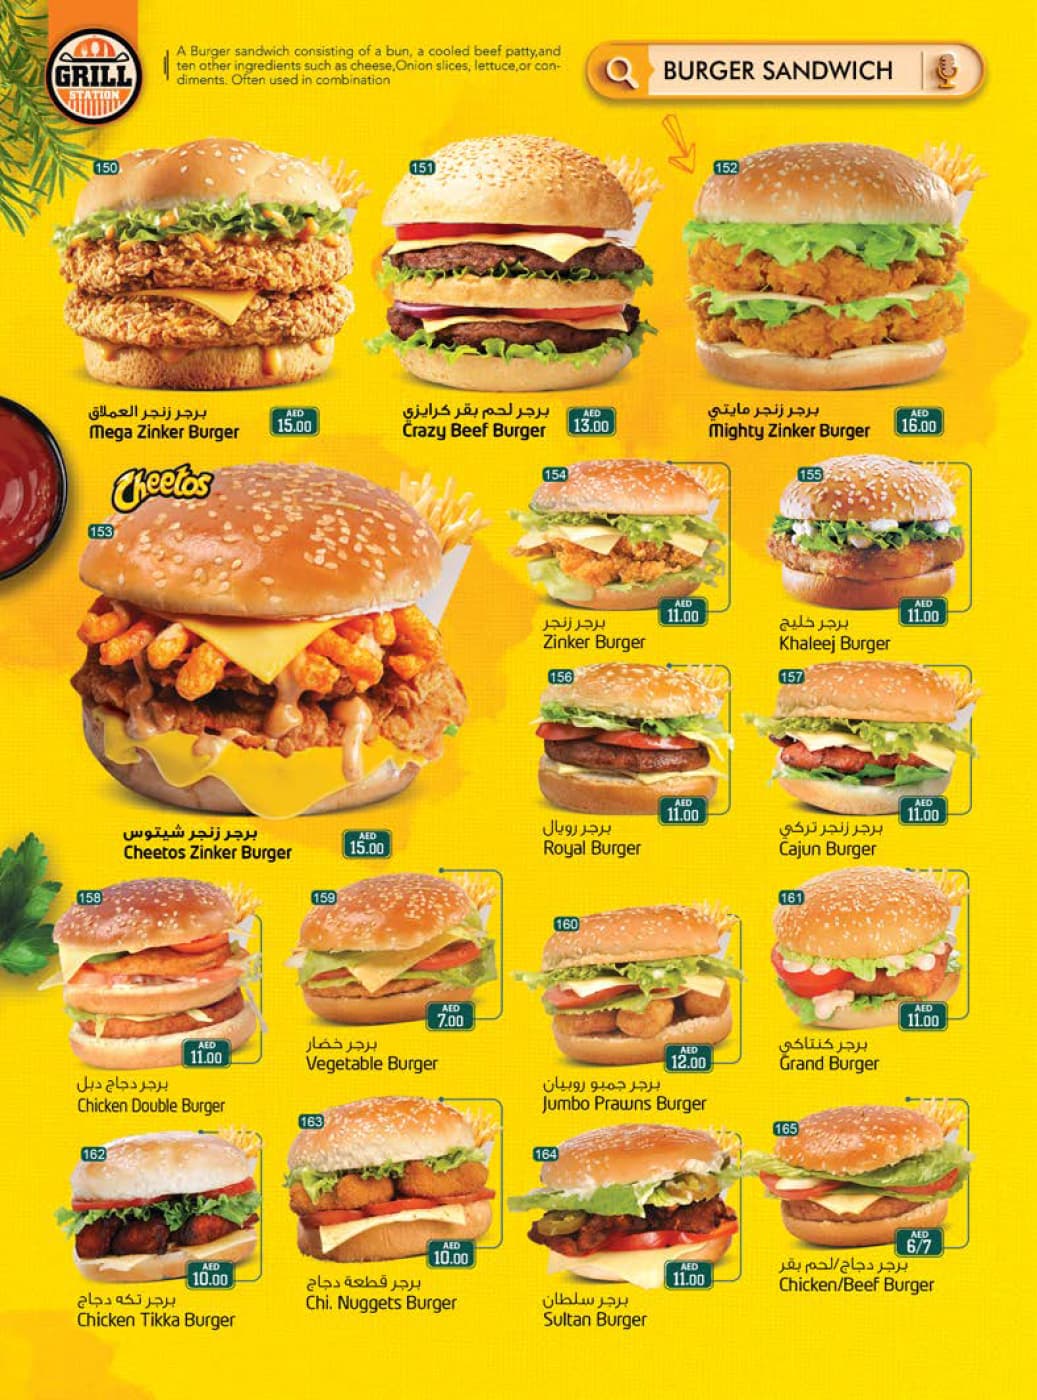 GRILL
STATION
A Burger sandwich consisting of a bun, a cooled beef patty,and
ten other ingredients such as cheese,Onion slices, lettuce,or con-
diments. Often used in combination
BURGER SANDWICH
150
برجر زنجر العملاق
Mega Zinker Burger
AED
15.00
151
برجر لحم بقر كرايزي
Crazy Beef Burger
AED
13.00
152
برجر زنجر مايتي
Mighty Zinker Burger
AED
16.00
Cheetos
153
برجر زنجر شيتوس
Cheetos Zinker Burger
AED
15.00
154
AED
11.00
برجر زنجر
Zinker Burger
155
AED
11.00
برجر خليج
Khaleej Burger
156
AED
11.00
برجر رويال
Royal Burger
157
AED
11.00
برجر زنجر تركي
Cajun Burger
158
AED
11.00
برجر دجاج دبل
Chicken Double Burger
159
AED
7.00
برجر خضار
Vegetable Burger
160
AED
12.00
برجر جمبو روبيان
Jumbo Prawns Burger
161
AED
11.00
برجر كنتاكي
Grand Burger
162
AED
10.00
برجر تكه دجاج
Chicken Tikka Burger
163
AED
10.00
برجر قطعة دجاج
Chi. Nuggets Burger
164
AED
11.00
برجر سلطان
Sultan Burger
165
AED
6/7
برجر دجاج/لحم بقر
Chicken/Beef Burger